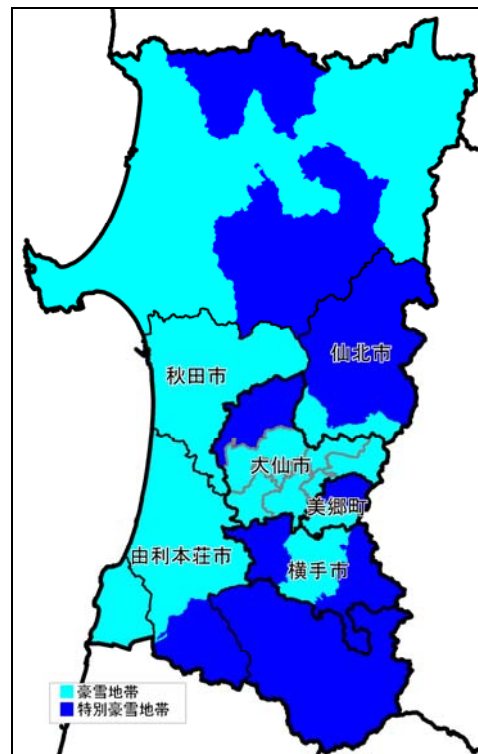 仙北市
秋田市
大仙市
美郷町
由利本荘市
横手市
豪雪地帯
特別豪雪地帯